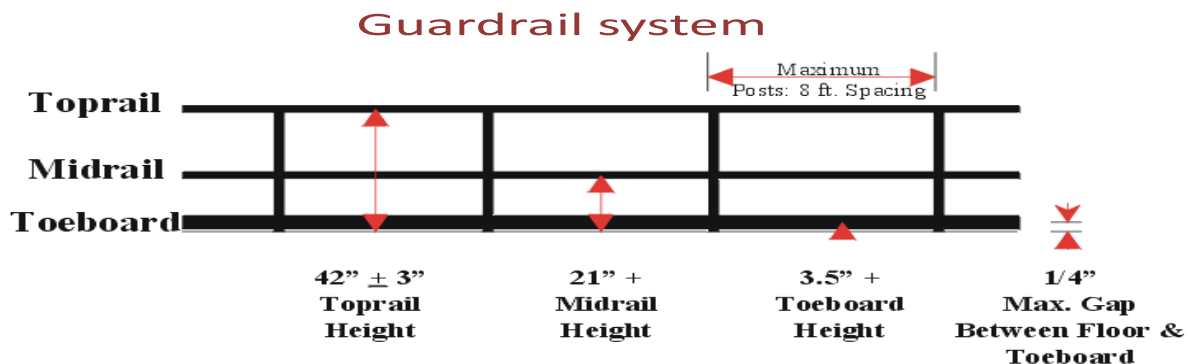 Guardrail system
Maximum
Posts: 8 ft. Spacing
Toprail
Midrail
Toeboard
42” ± 3”
Toprail
Height
21” +
Midrail
Height
3.5” +
Toeboard
Height
1/4”
Max. Gap
Between Floor &
Toeboard